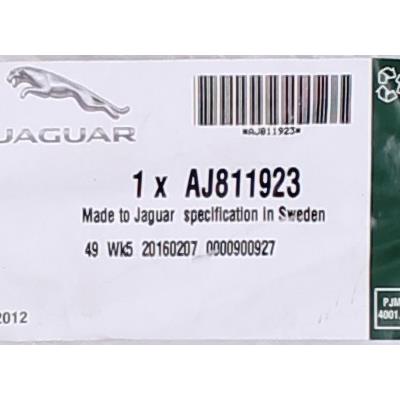 JAGUAR
*AJ811923*
1 x AJ811923
Made to Jaguar specification in Sweden
49 Wk5 20160207 0000900927
2012
PJM
4001.